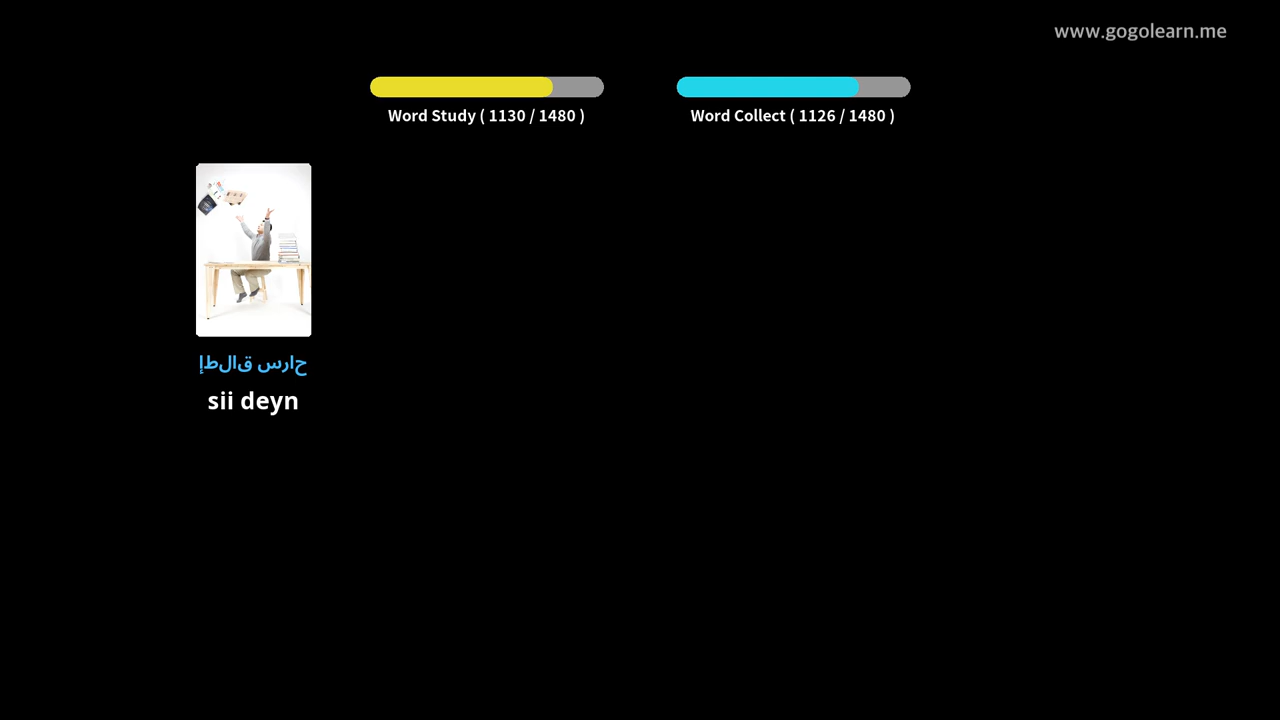 www.gogolearn.me
Word Study ( 1130 / 1480 )
Word Collect ( 1126 / 1480 )
حارس قالطإ
sii deyn